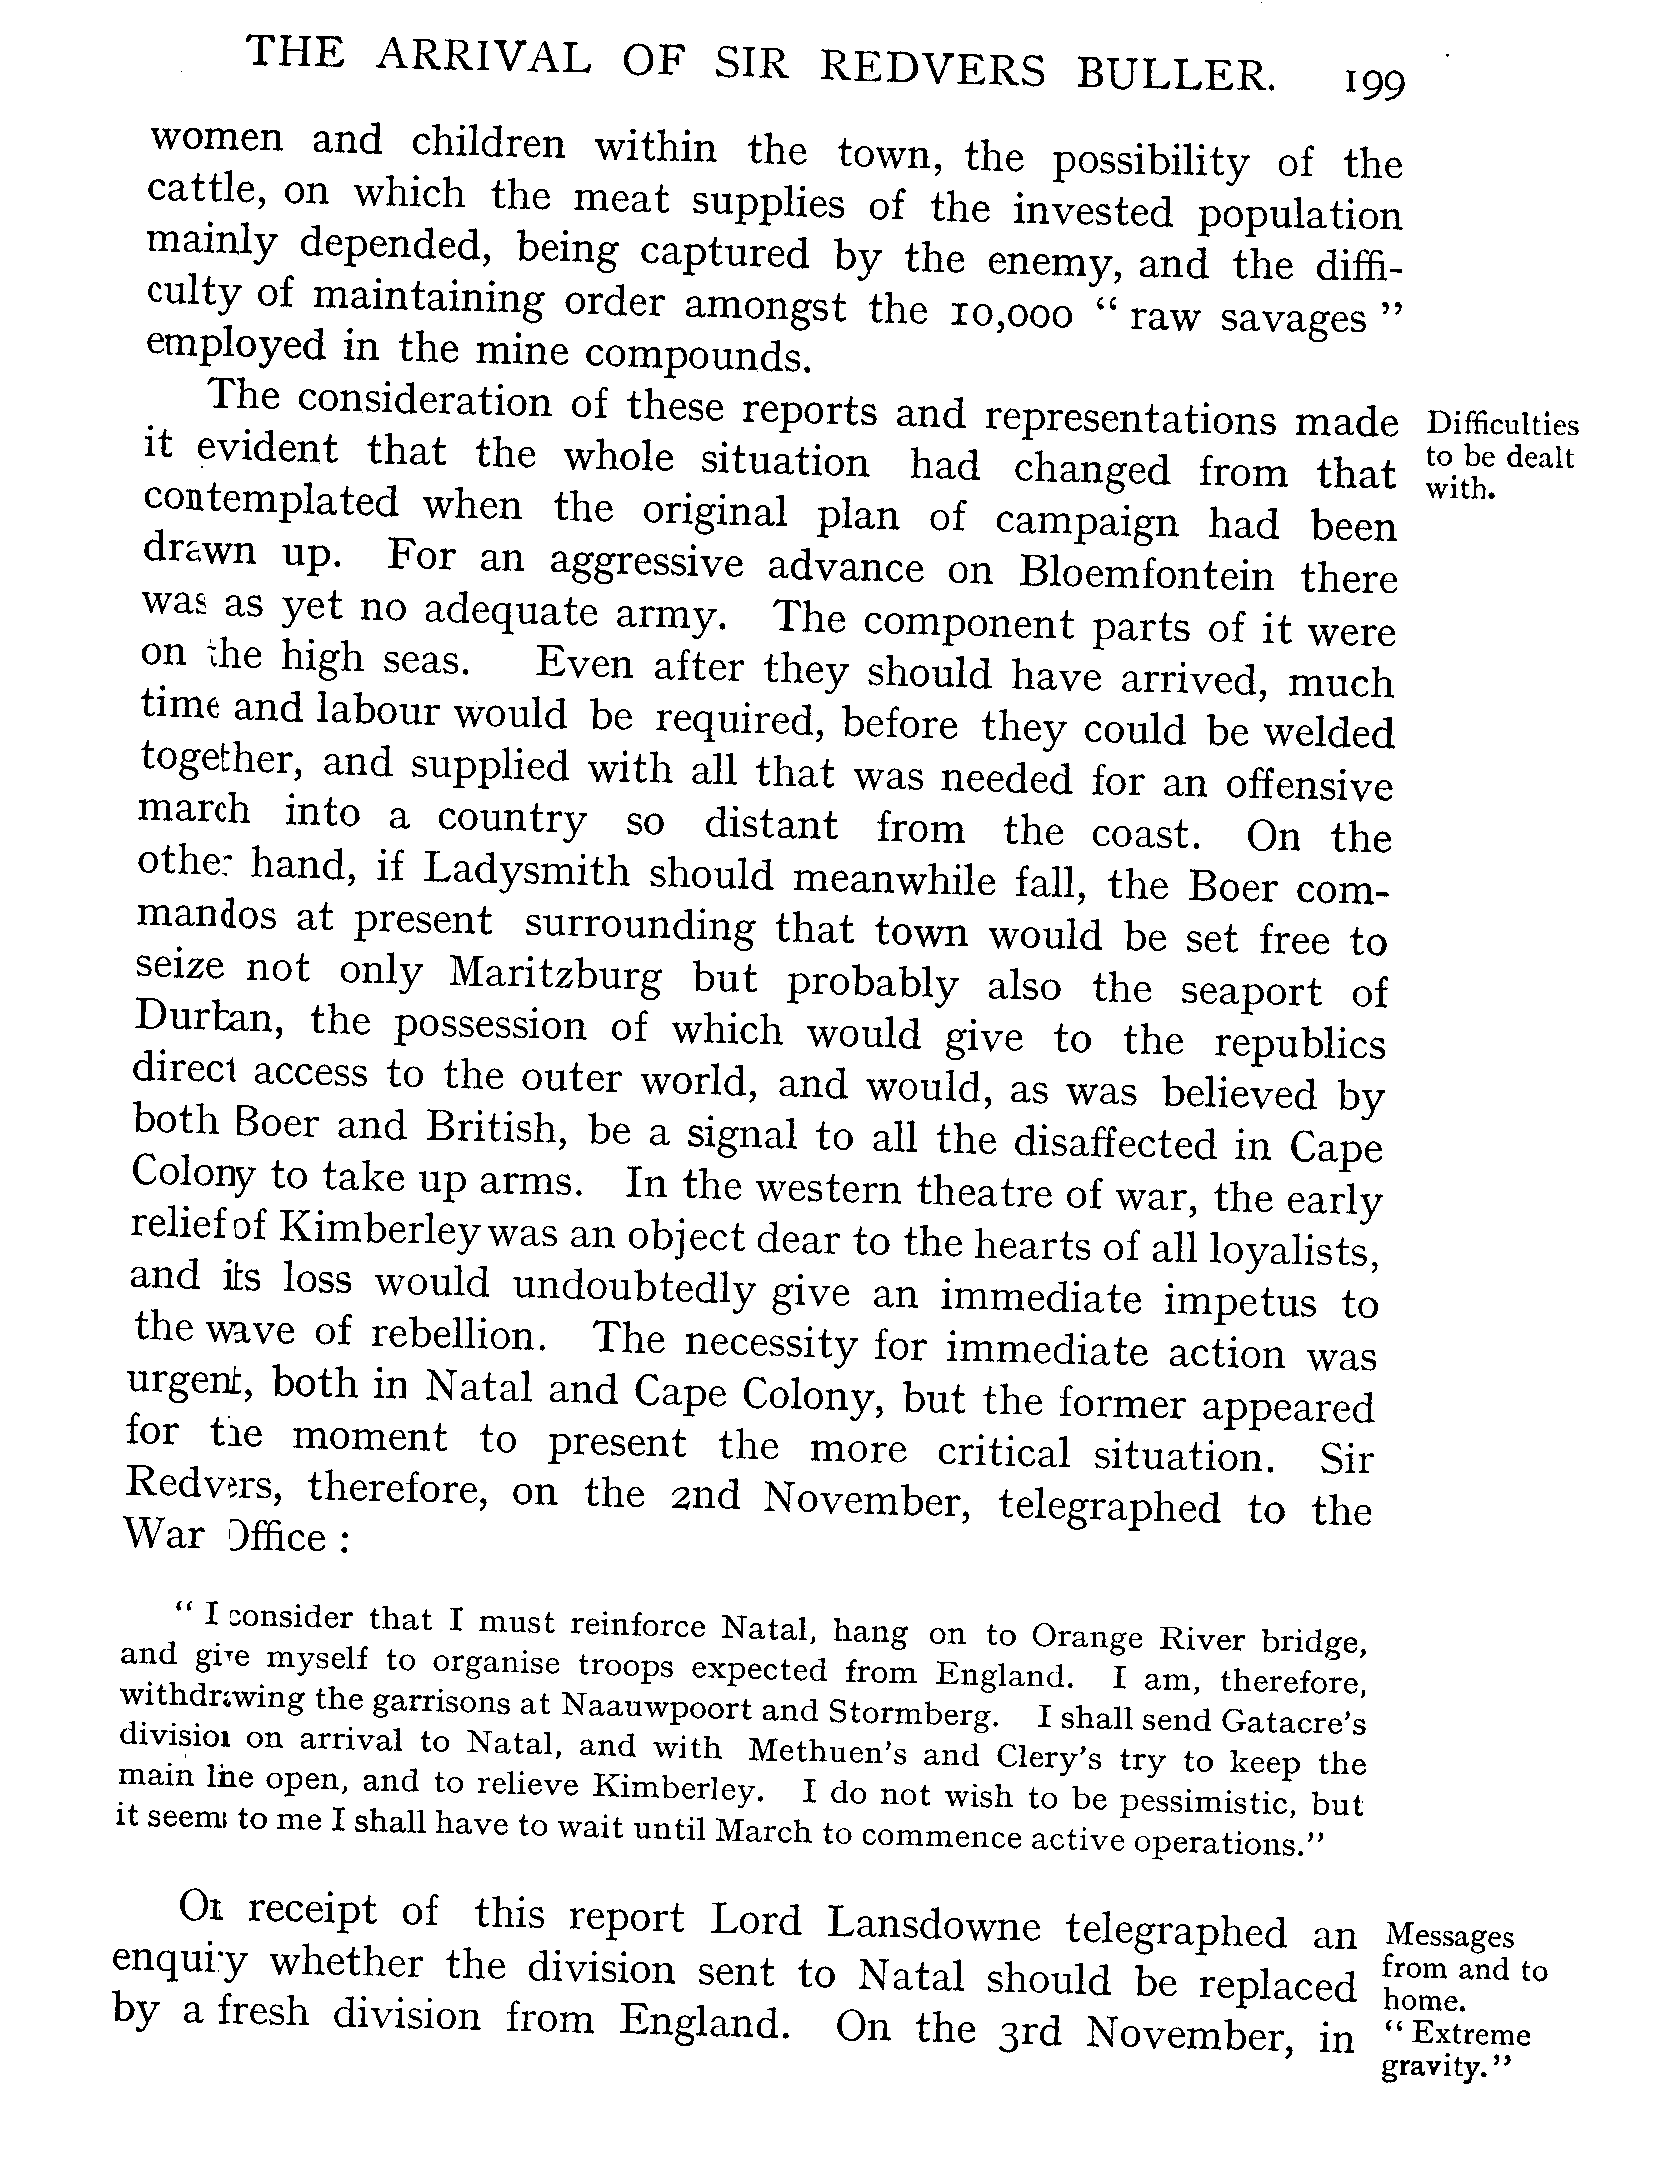 THE ARRIVAL OF SIR REDVERS BULLER. 199
women and children within the town, the possibility of the
cattle, on which the meat supplies of the invested population
mainly depended, being captured by the enemy, and the diffi-
culty of maintaining order amongst the 10,000 “ raw savages ”
employed in the mine compounds.
The consideration of these reports and representations made
it evident that the whole situation had changed from that
contemplated when the original plan of campaign had been
drawn up. For an aggressive advance on Bloemfontein there
was as yet no adequate army. The component parts of it were
on the high seas. Even after they should have arrived, much
time and labour would be required, before they could be welded
together, and supplied with all that was needed for an offensive
march into a country so distant from the coast. On the
other hand, if Ladysmith should meanwhile fall, the Boer com-
mandos at present surrounding that town would be set free to
seize not only Maritzburg but probably also the seaport of
Durban, the possession of which would give to the republics
direct access to the outer world, and would, as was believed by
both Boer and British, be a signal to all the disaffected in Cape
Colony to take up arms. In the western theatre of war, the early
relief of Kimberley was an object dear to the hearts of all loyalists,
and its loss would undoubtedly give an immediate impetus to
the wave of rebellion. The necessity for immediate action was
urgent, both in Natal and Cape Colony, but the former appeared
for the moment to present the more critical situation. Sir
Redvers, therefore, on the 2nd November, telegraphed to the
War Office :
Difficulties
to be dealt
with.
“ I consider that I must reinforce Natal, hang on to Orange River bridge,
and give myself to organise troops expected from England. I am, therefore,
withdrawing the garrisons at Naauwpoort and Stormberg. I shall send Gatacre’s
division on arrival to Natal, and with Methuen’s and Clery’s try to keep the
main line open, and to relieve Kimberley. I do not wish to be pessimistic, but
it seems to me I shall have to wait until March to commence active operations.”
On receipt of this report Lord Lansdowne telegraphed an
enquiry whether the division sent to Natal should be replaced
by a fresh division from England. On the 3rd November, in
Messages
from and to
home.
“ Extreme
gravity.”